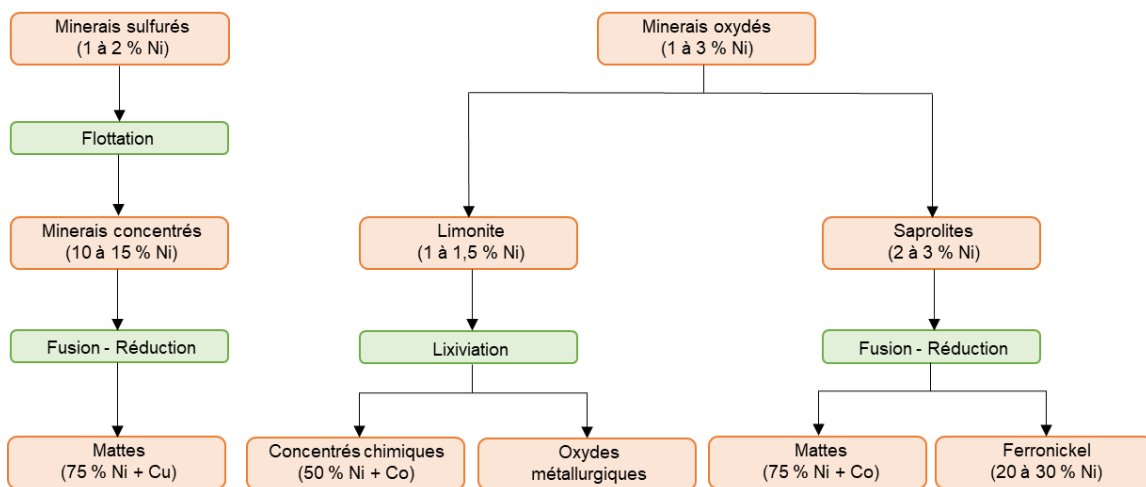 Minerais sulfurés
(1 à 2 % Ni)
Minerais oxydés
(1 à 3 % Ni)
Flottation
Minerais concentrés
(10 à 15 % Ni)
Limonite
(1 à 1,5 % Ni)
Saprolites
(2 à 3 % Ni)
Fusion - Réduction
Lixiviation
Fusion - Réduction
Mattes
(75 % Ni + Cu)
Concentrés chimiques
(50 % Ni + Co)
Oxydes
métallurgiques
Mattes
(75 % Ni + Co)
Ferronickel
(20 à 30 % Ni)